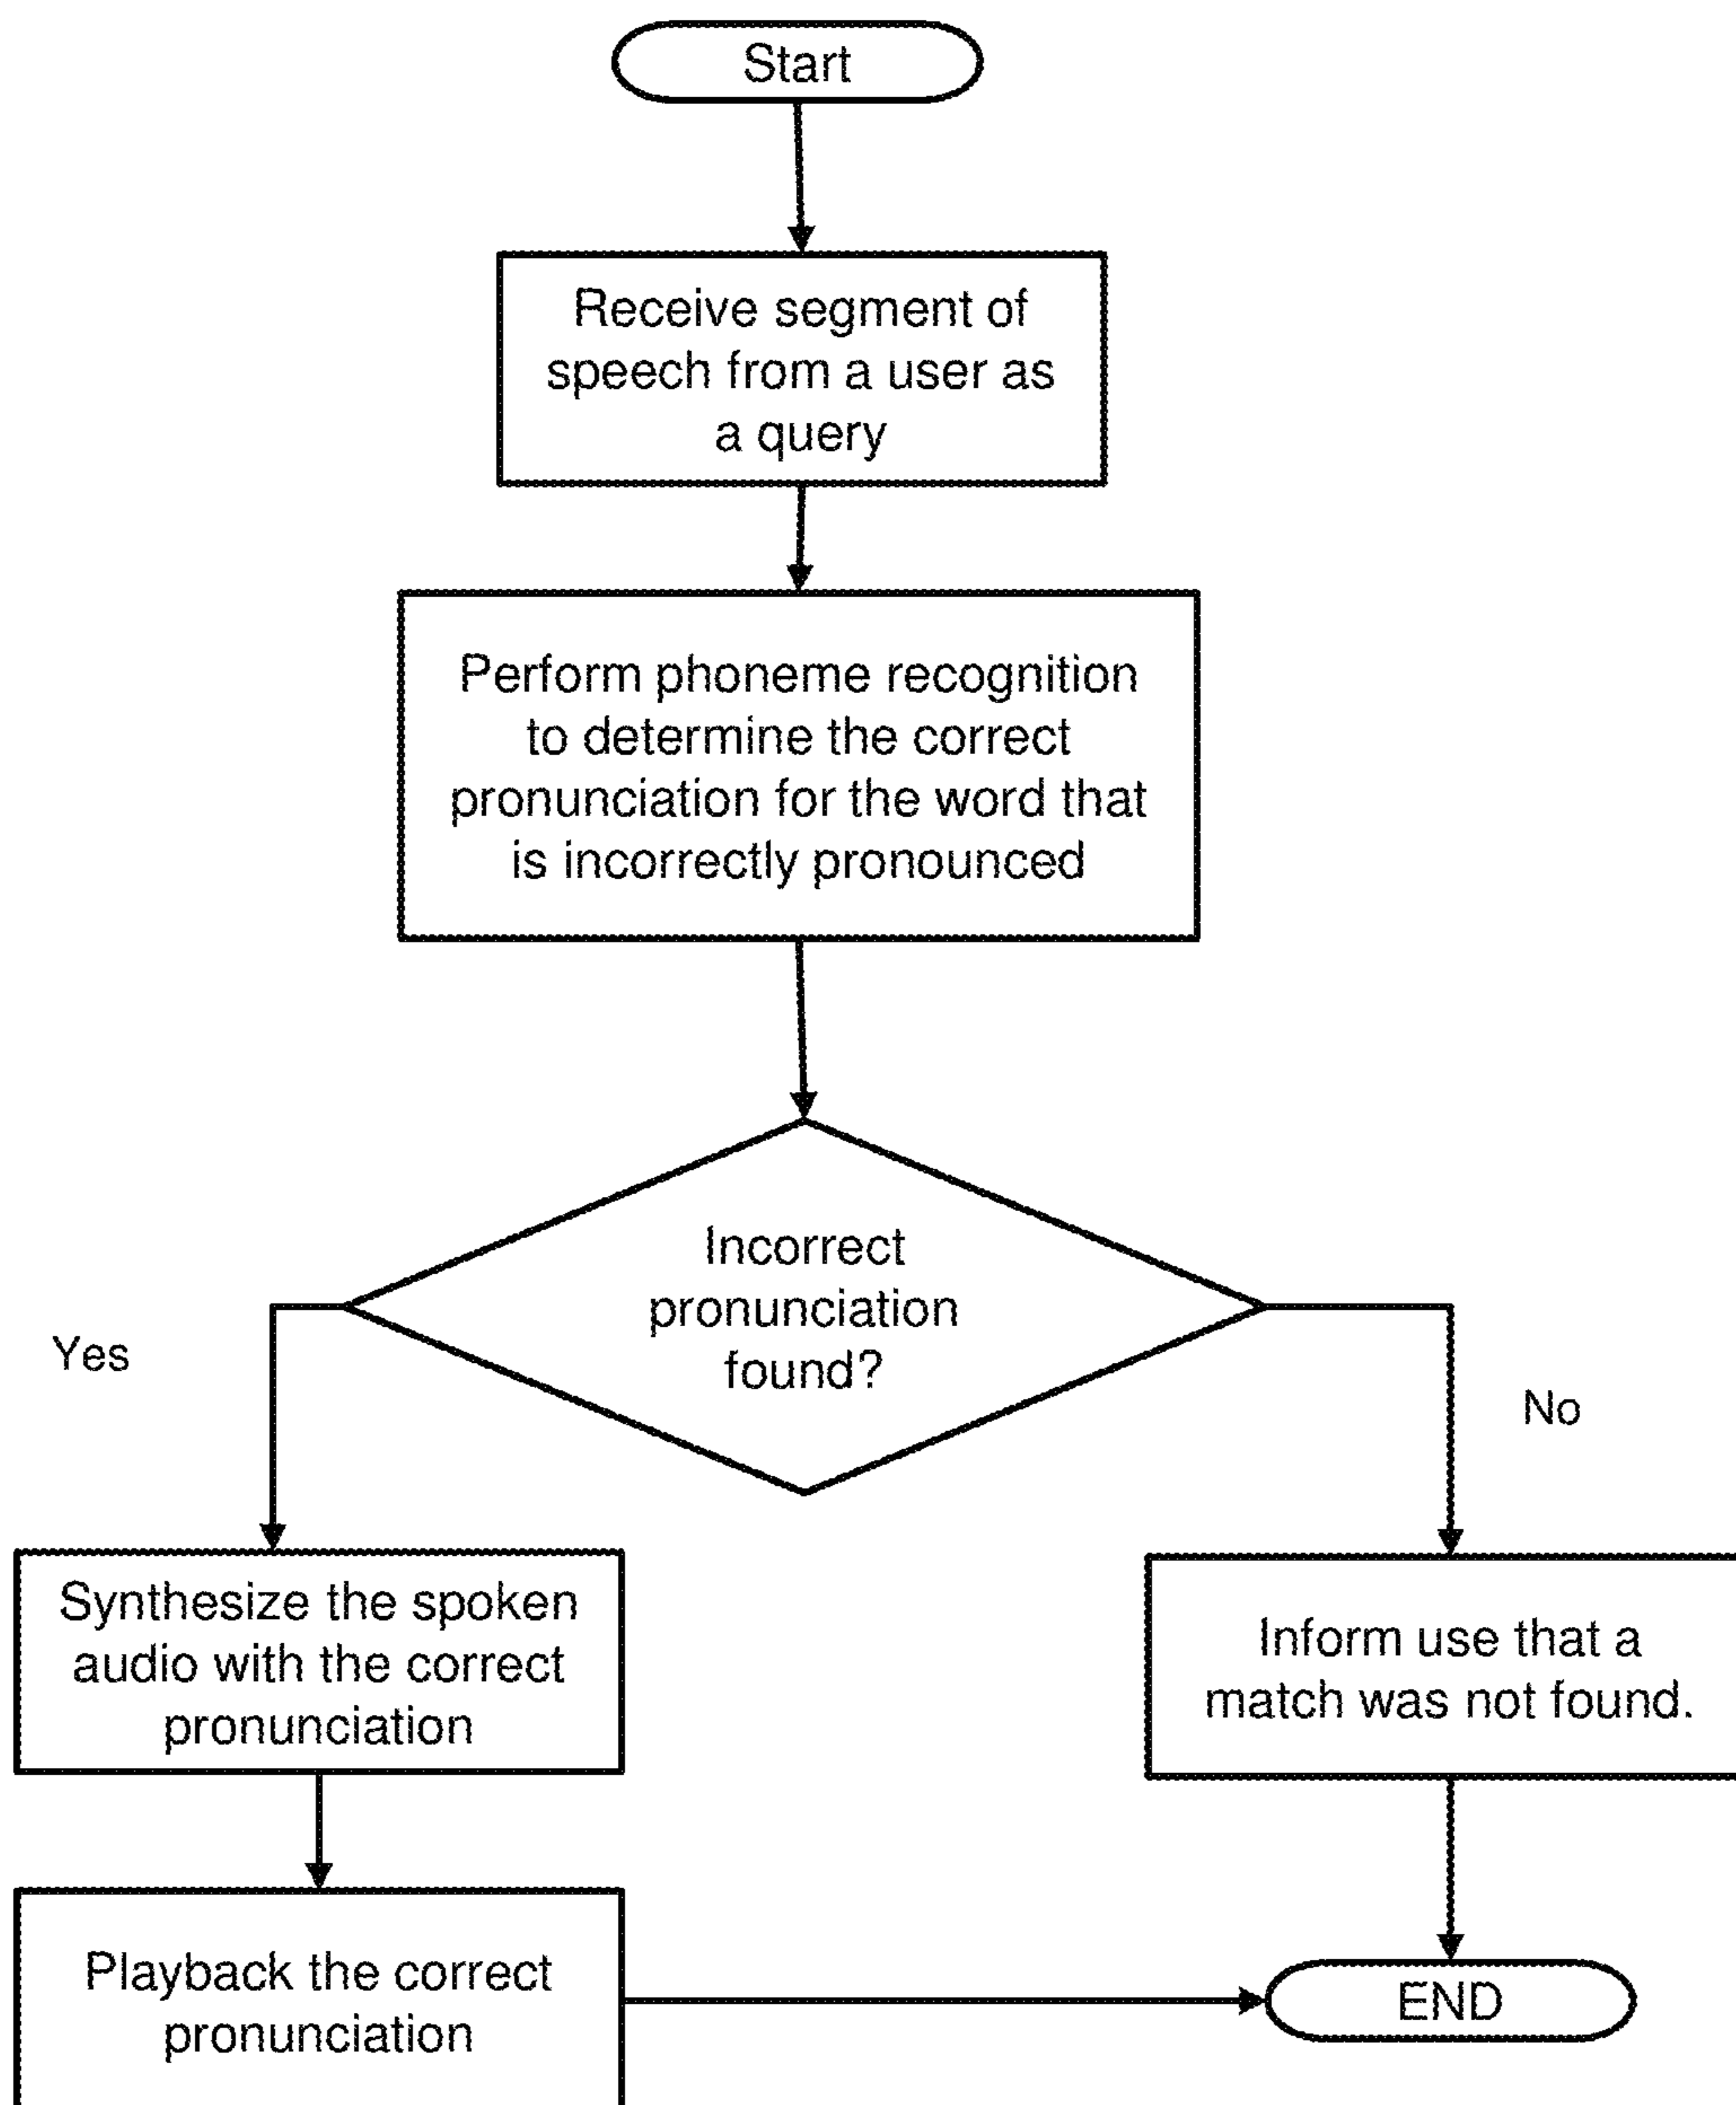 Start
Receive segment of
speech from a user as
a query
Perform phoneme recognition
to determine the correct
pronunciation for the word that
is incorrectly pronounced
Incorrect
pronunciation
found?
Yes
No
Synthesize the spoken
audio with the correct
pronunciation
Inform use that a
match was not found.
Playback the correct
pronunciation
END